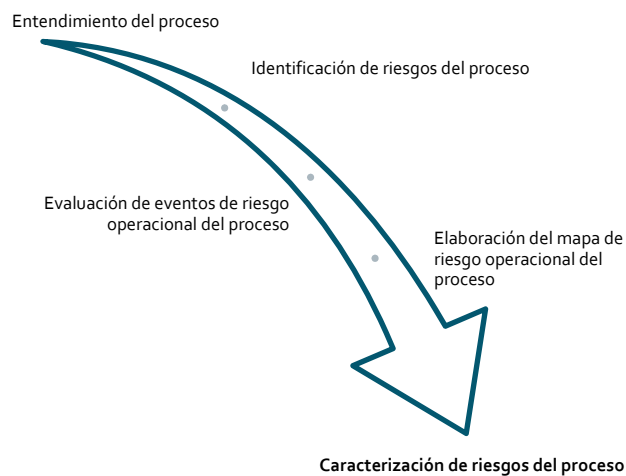 Entendimiento del proceso
Identificación de riesgos del proceso
Evaluación de eventos de riesgo
operacional del proceso
Elaboración del mapa de
riesgo operacional del
proceso
Caracterización de riesgos del proceso